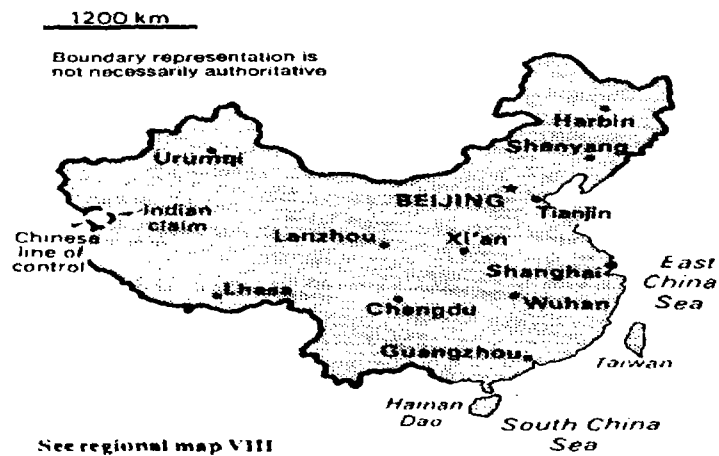 1200 km
Boundary representation is
not necessarily authoritative
Harbin
Shenyang
Urumqi
BEIJING
Tianjin
Indian
claim
Chinese
line of
control
Lanzhou
Xi'an
Shanghai
East
China
Sea
Lhasa
Chengdu
Wuhan
Guangzhou
Taiwan
Hainan
Dao
South China
Sea
See regional map VIII